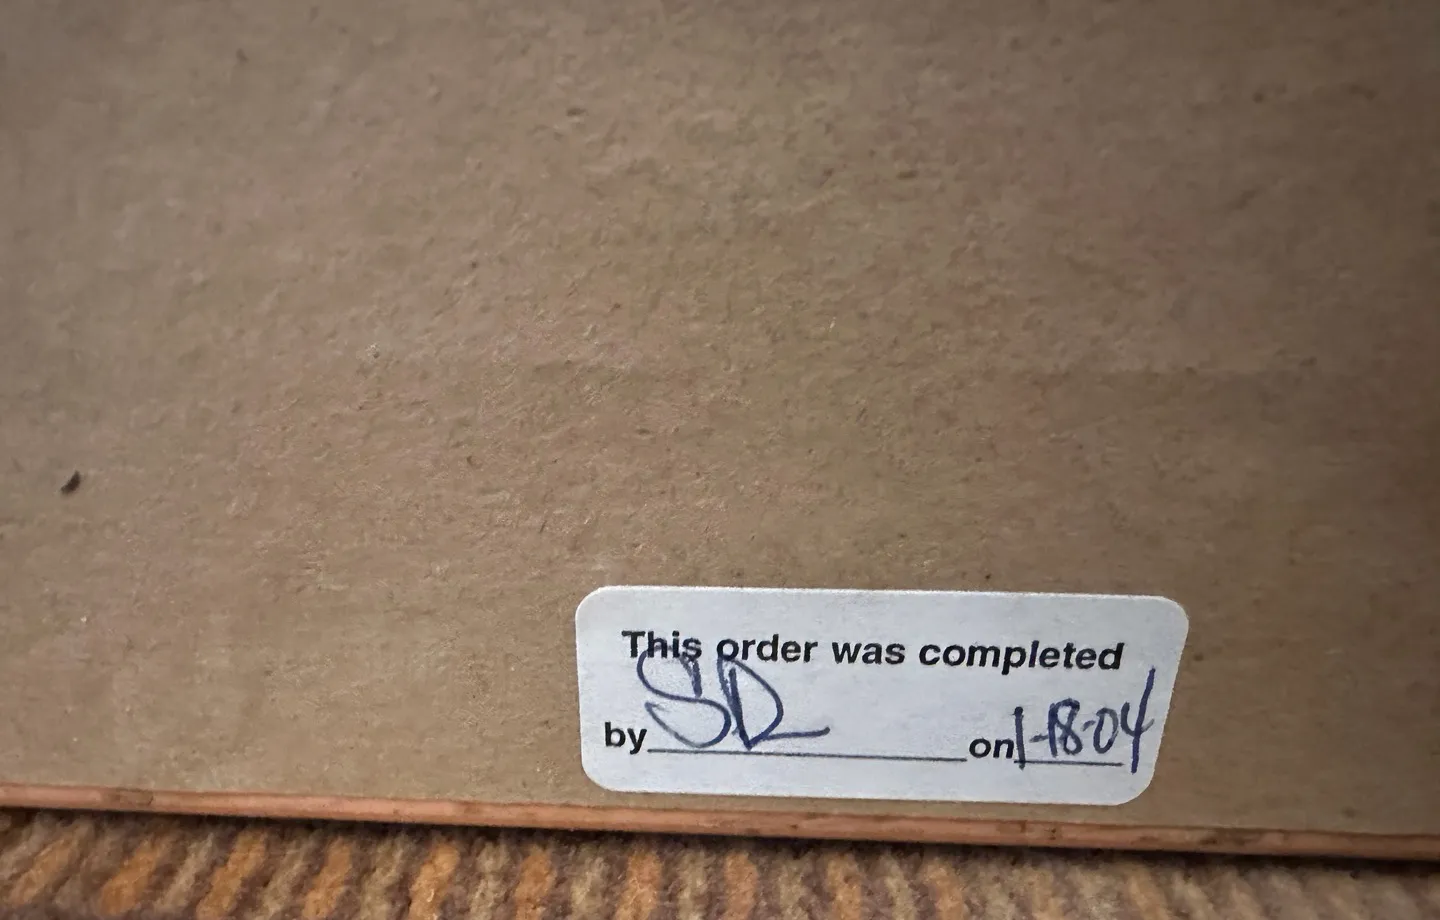 This order was completed
by SD on 1-18-04